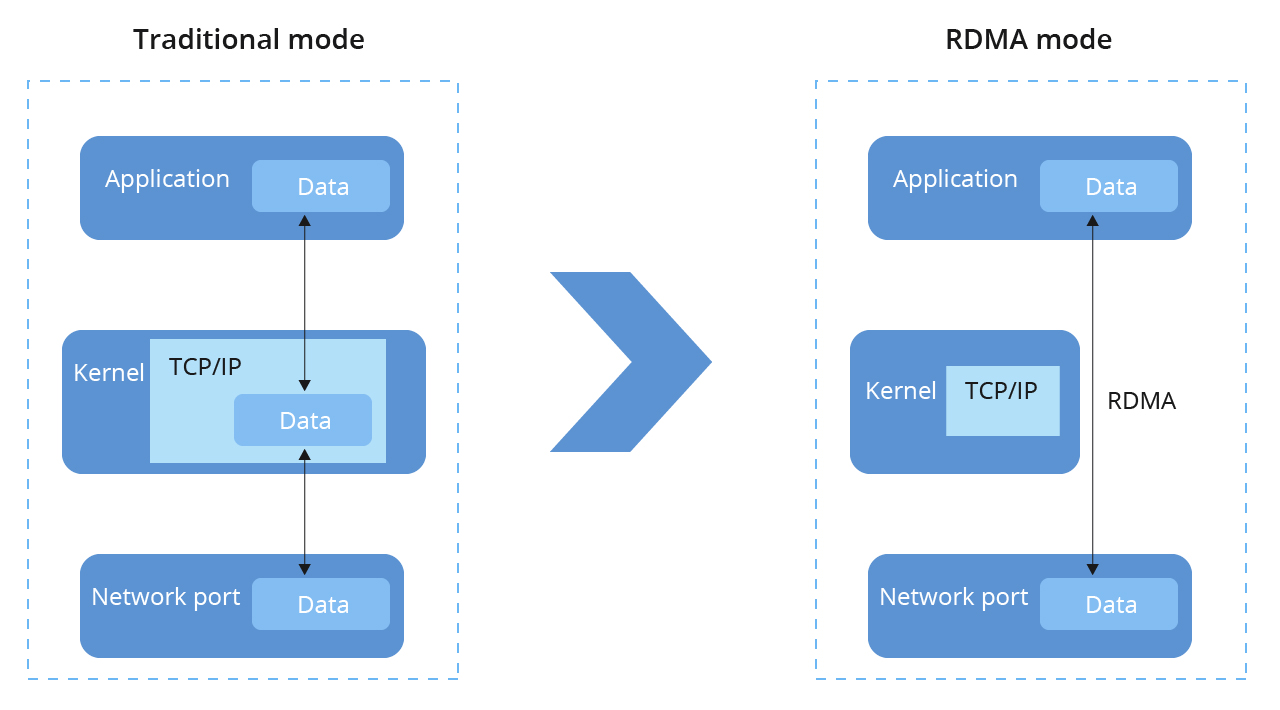 Traditional mode
Application
Data
Kernel
TCP/IP
Data
Network port
Data
RDMA mode
Application
Data
Kernel
TCP/IP
RDMA
Network port
Data